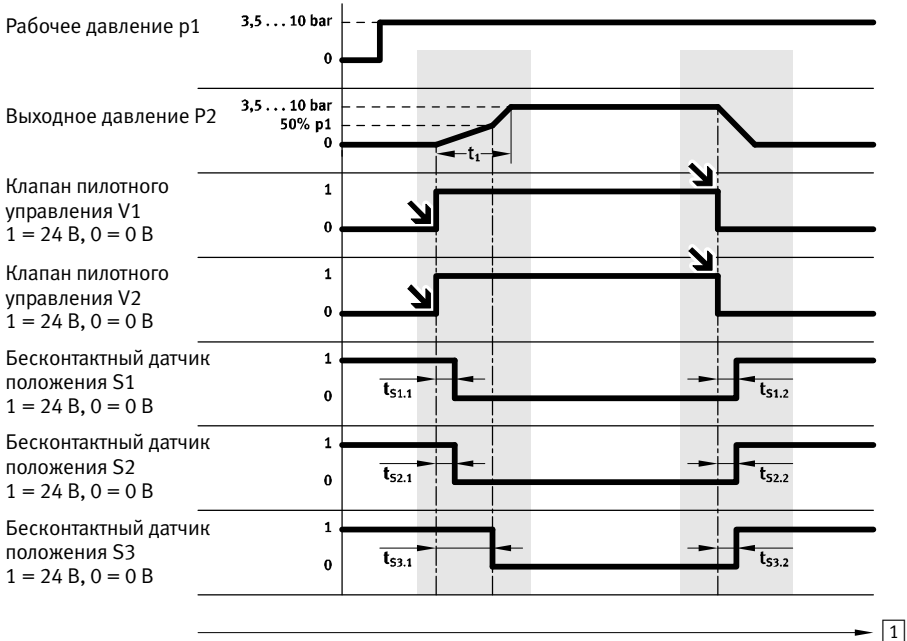 Рабочее давление p1
3,5 . . . 10 bar
0
Выходное давление P2
3,5 . . . 10 bar
50% p1
0
t1
Клапан пилотного
управления V1
1 = 24 В, 0 = 0 В
1
0
Клапан пилотного
управления V2
1 = 24 В, 0 = 0 В
1
0
Бесконтактный датчик
положения S1
1 = 24 В, 0 = 0 В
1
0
tS1.1
tS1.2
Бесконтактный датчик
положения S2
1 = 24 В, 0 = 0 В
1
0
tS2.1
tS2.2
Бесконтактный датчик
положения S3
1 = 24 В, 0 = 0 В
1
0
tS3.1
tS3.2
1